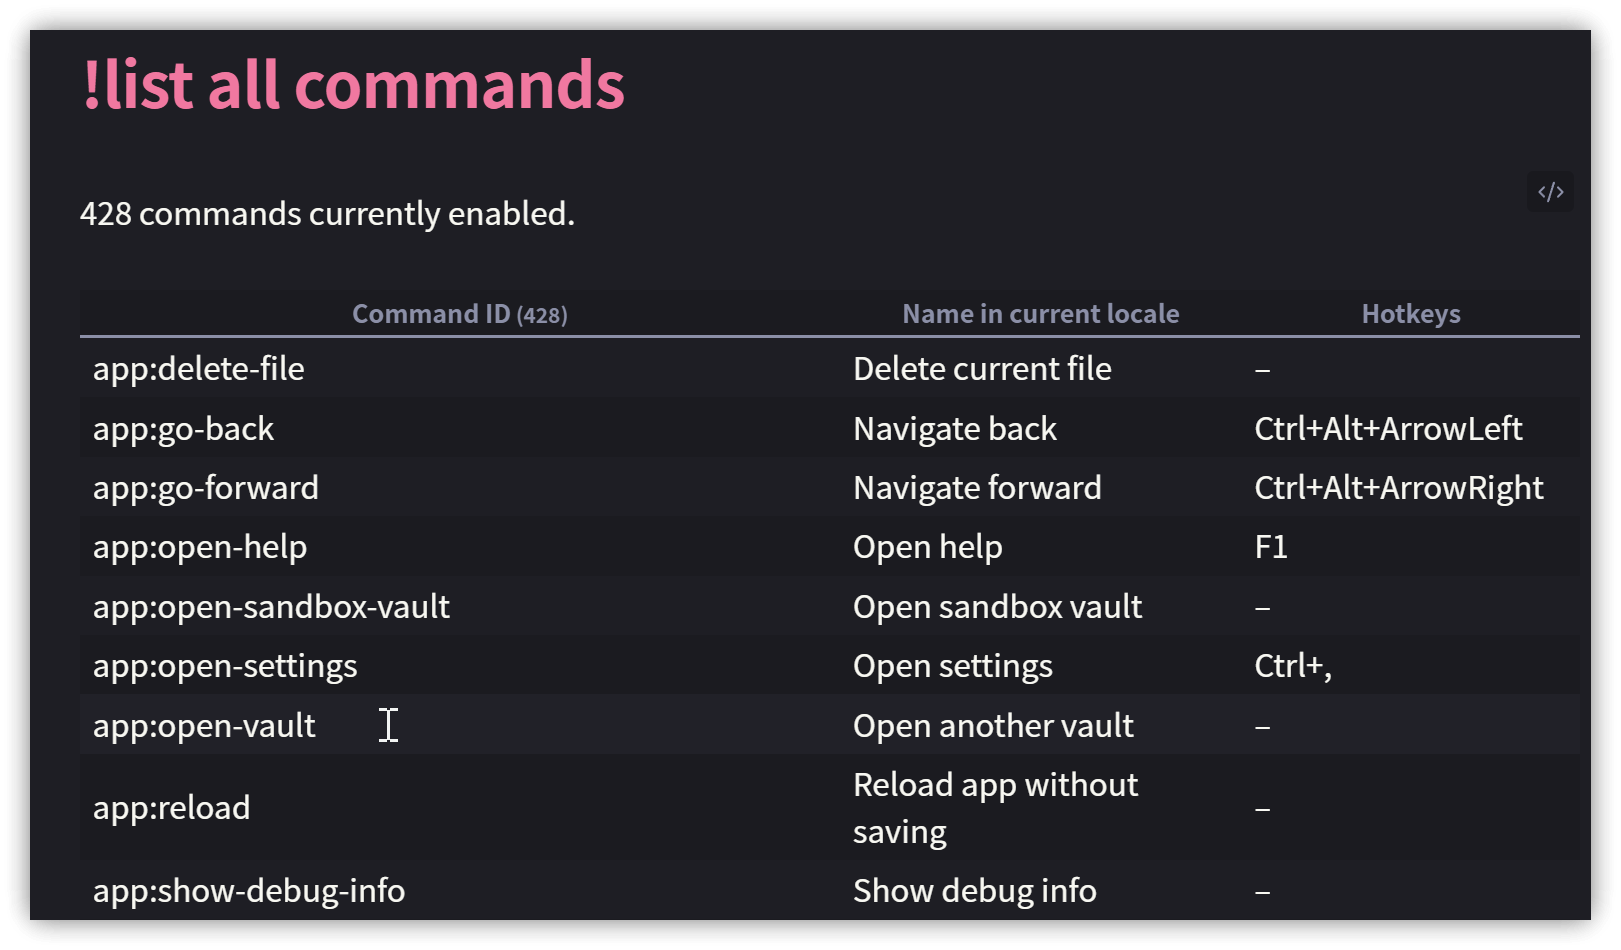 !list all commands
</>
428 commands currently enabled.
Command ID (428) Name in current locale Hotkeys
app:delete-file Delete current file –
app:go-back Navigate back Ctrl+Alt+ArrowLeft
app:go-forward Navigate forward Ctrl+Alt+ArrowRight
app:open-help Open help F1
app:open-sandbox-vault Open sandbox vault –
app:open-settings Open settings Ctrl+,
app:open-vault Open another vault –
app:reload Reload app without
saving –
app:show-debug-info Show debug info –